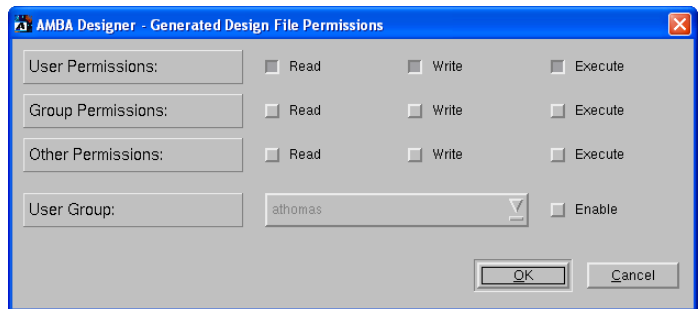 AMBA Designer - Generated Design File Permissions
User Permissions: Read Write Execute
Group Permissions: Read Write Execute
Other Permissions: Read Write Execute
User Group: athomas Enable
OK Cancel